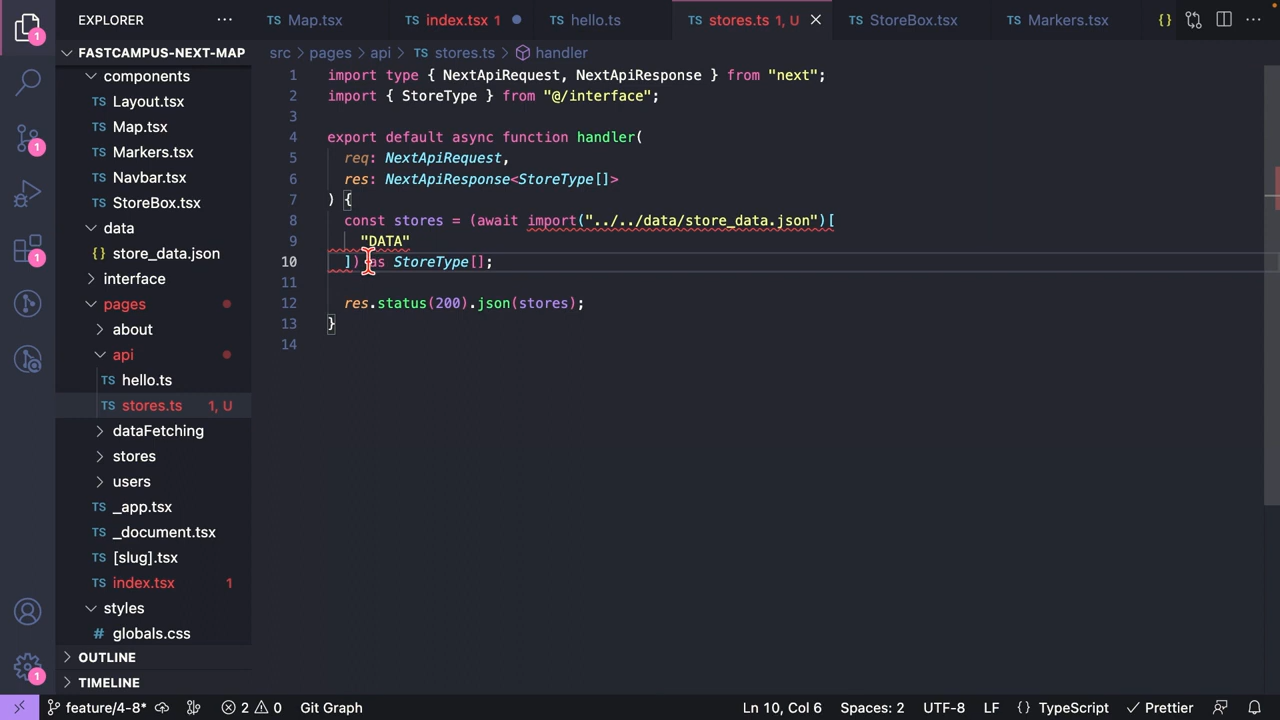 EXPLORER
Map.tsx
index.tsx 1
hello.ts
stores.ts 1, U
StoreBox.tsx
Markers.tsx
FASTCAMPUS-NEXT-MAP
components
Layout.tsx
Map.tsx
Markers.tsx
Navbar.tsx
StoreBox.tsx
data
store_data.json
interface
pages
about
api
hello.ts
stores.ts 1, U
dataFetching
stores
users
_app.tsx
_document.tsx
[slug].tsx
index.tsx 1
styles
globals.css
OUTLINE
TIMELINE
src > pages > api > TS stores.ts > handler
1 import type { NextApiRequest, NextApiResponse } from "next";
2 import { StoreType } from "@/interface";
3
4 export default async function handler(
5 req: NextApiRequest,
6 res: NextApiResponse<StoreType[]>
7 ) {
8 const stores = (await import("../../data/store_data.json")[
9 "DATA"
10 ]) as StoreType[];
11
12 res.status(200).json(stores);
13 }
14
feature/4-8* 2 0 Git Graph Ln 10, Col 6 Spaces: 2 UTF-8 LF {} TypeScript Prettier